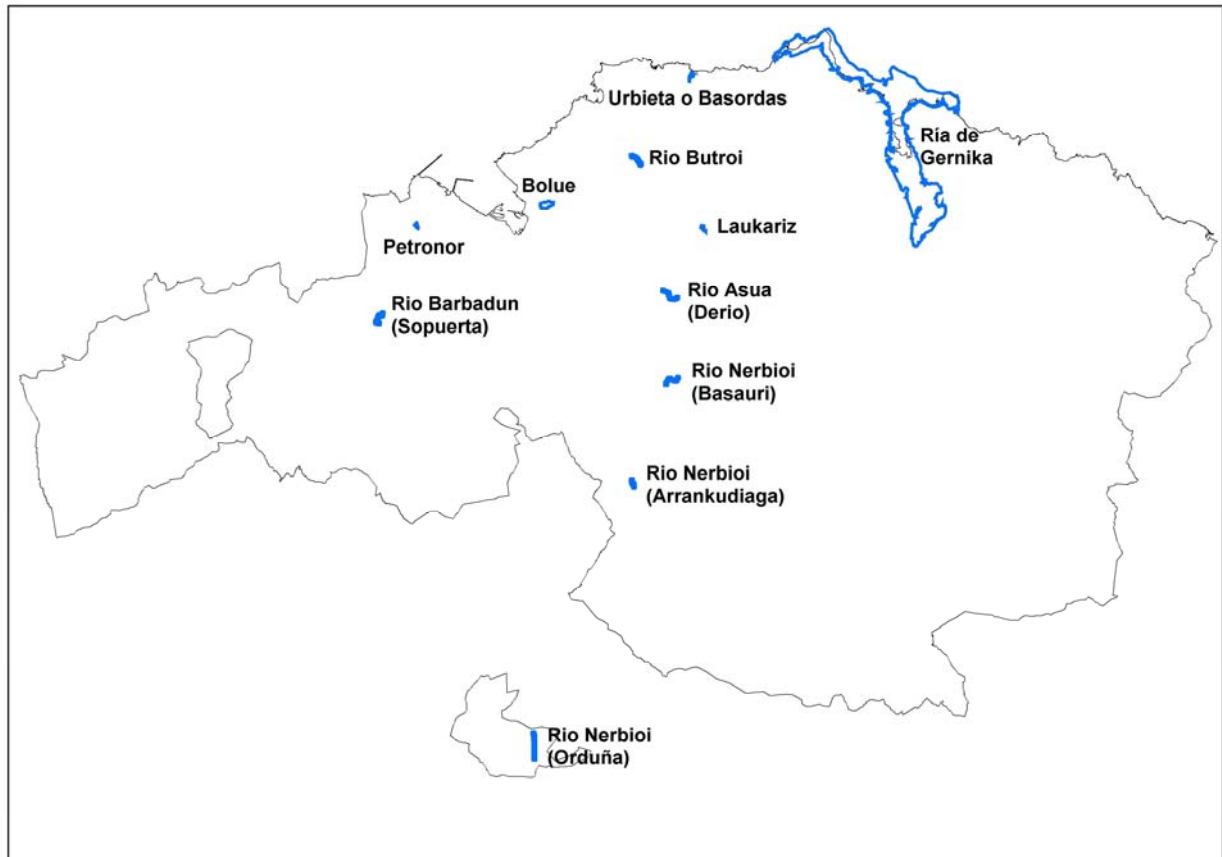 Urbieta o Basordas
Ría de
Gernika
Rio Butroi
Bolue
Laukariz
Petronor
Rio Asua
(Derio)
Rio Barbadun
(Sopuerta)
Rio Nerbioi
(Basauri)
Rio Nerbioi
(Arrankudiaga)
Rio Nerbioi
(Orduña)